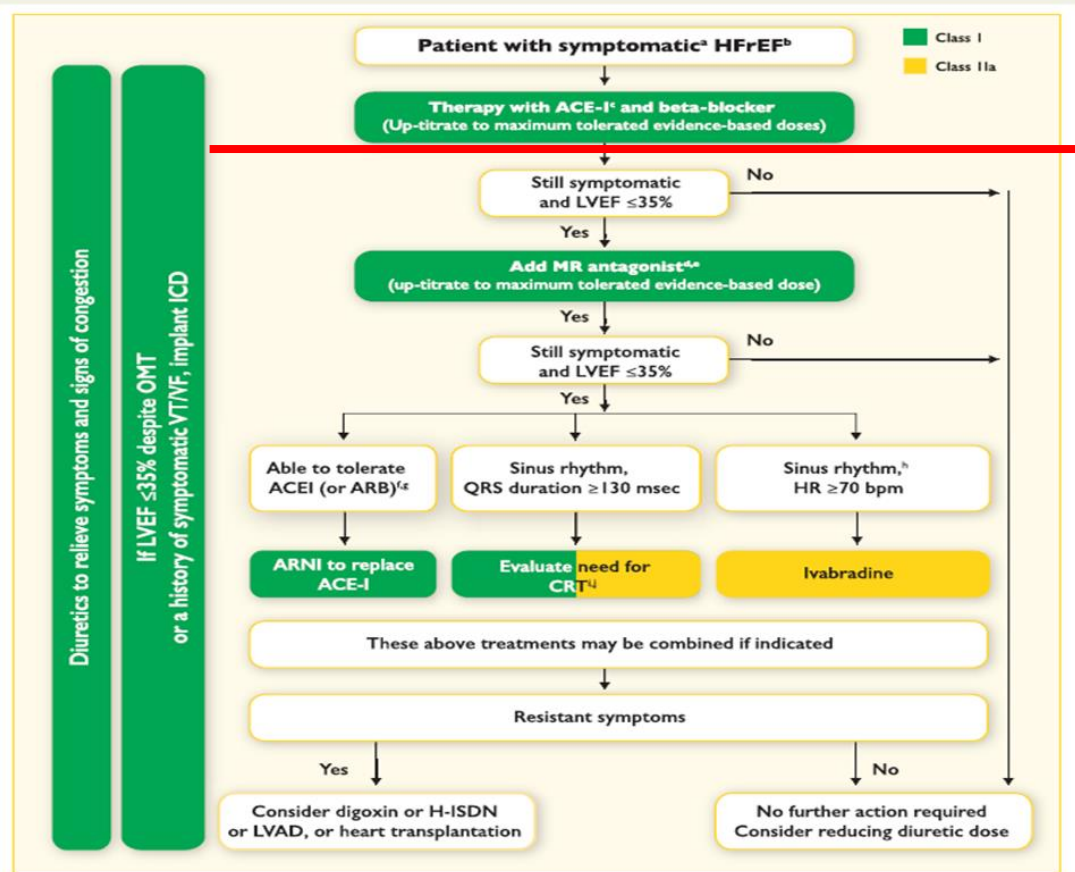 Patient with symptomaticᵃ HFrEFᵇ
Class I
Class IIa
Therapy with ACE-Iᶜ and beta-blocker
(Up-titrate to maximum tolerated evidence-based doses)
Still symptomatic
and LVEF ≤35%
No
Yes
Add MR antagonistᵈ,ᵉ
(up-titrate to maximum tolerated evidence-based dose)
Yes
Still symptomatic
and LVEF ≤35%
No
Yes
Able to tolerate
ACEI (or ARB)ᶠ,ᵍ
Sinus rhythm,
QRS duration ≥130 msec
Sinus rhythm,ʰ
HR ≥70 bpm
ARNI to replace
ACE-I
Evaluate need for
CRTⁱ,ʲ
Ivabradine
These above treatments may be combined if indicated
Resistant symptoms
Yes
No
Consider digoxin or H-ISDN
or LVAD, or heart transplantation
No further action required
Consider reducing diuretic dose
Diuretics to relieve symptoms and signs of congestion
If LVEF ≤35% despite OMT
or a history of symptomatic VT/VF, implant ICD